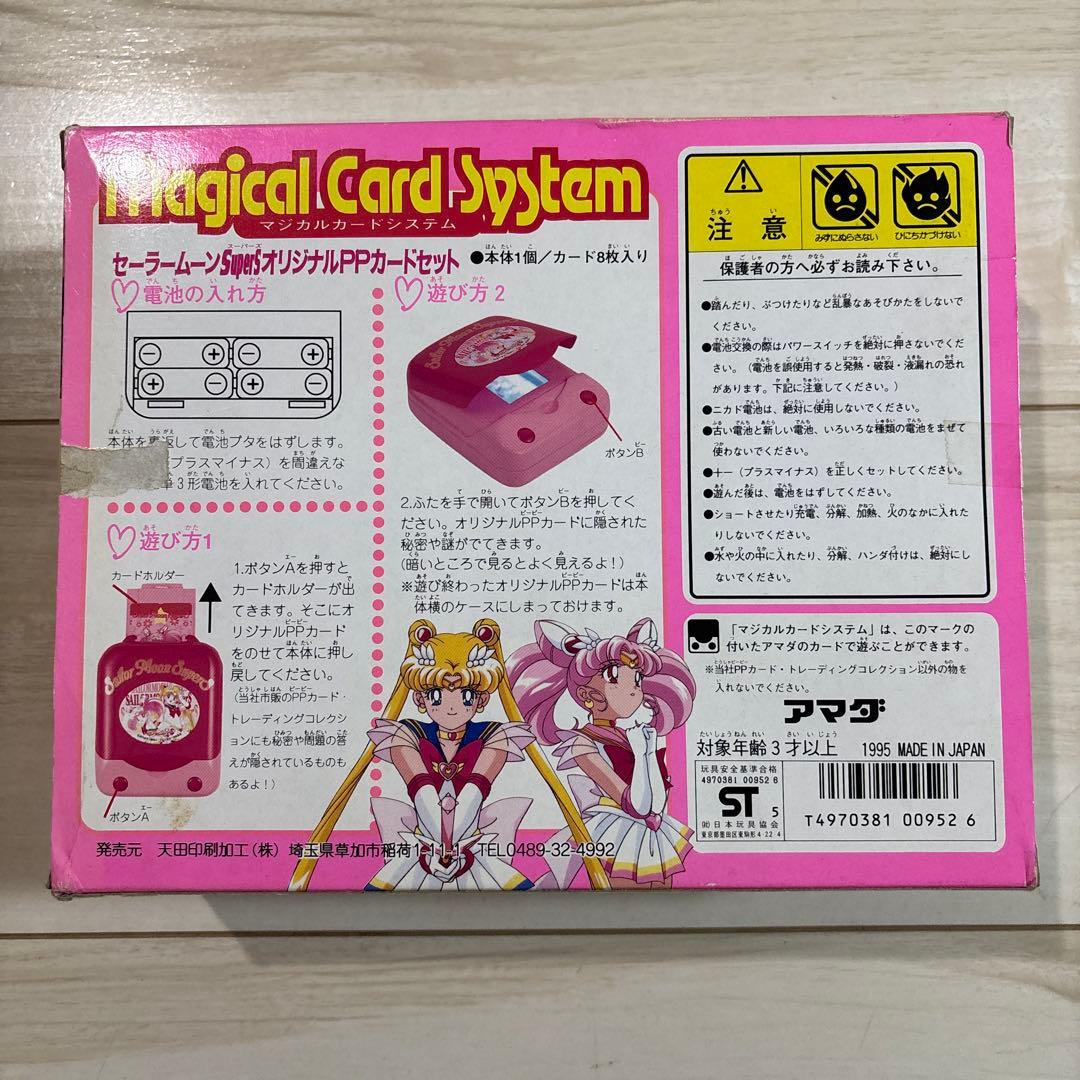 Magical Card System
マジカルカードシステム
セーラームーンSuperSオリジナルPPカードセット ●本体1個／カード8枚入り
電池の入れ方
本体を裏返して電池ブタをはずします。
(プラスマイナス) を間違えな
3形電池を入れてください。
遊び方1
カードホルダー
1.ボタンAを押すと
カードホルダーが出
てきます。そこにオ
リジナルPPカード
をのせて本体に押し
戻してください。
(当社市販のPPカード・
トレーディングコレクシ
ョンにも秘密や問題の答
えが隠されているものも
あるよ！)
Sailor Moon SuperS
ボタンA
遊び方2
ボタンB
2.ふたを手で開いてボタンBを押してく
ださい。オリジナルPPカードに隠された
秘密や謎がでてきます。
(暗いところで見るとよく見えるよ！)
※遊び終わったオリジナルPPカードは本
体横のケースにしまっておけます。
注意
みずにぬらさない
ひにちかづけない
保護者の方へ必ずお読み下さい。
●踏んだり、ぶつけたりなど乱暴なあそびかたをしないで
ください。
●電池交換の際はパワースイッチを絶対に押さないでくだ
さい。(電池を誤使用すると発熱・破裂・液漏れの恐れ
があります。下記に注意してください。)
●ニカド電池は、絶対に使用しないでください。
●古い電池と新しい電池、いろいろな種類の電池をまぜて
使わないでください。
●＋－(プラスマイナス)を正しくセットしてください。
●遊んだ後は、電池をはずしてください。
●ショートさせたり充電、分解、加熱、火のなかに入れた
りしないでください。
●水や火の中に入れたり、分解、ハンダ付けは、絶対にし
ないでください。
「マジカルカードシステム」は、このマークの
付いたアマダのカードで遊ぶことができます。
※当社PPカード・トレーディングコレクション以外の物を
入れないでください。
アマダ
対象年齢3才以上 1995 MADE IN JAPAN
玩具安全基準合格
4970381 00952 6
ST 5
(社)日本玩具協会
東京都墨田区東駒形4-22-4
T4970381 00952 6
発売元 天田印刷加工(株) 埼玉県草加市稲荷1-11-1 TEL0489-32-4992